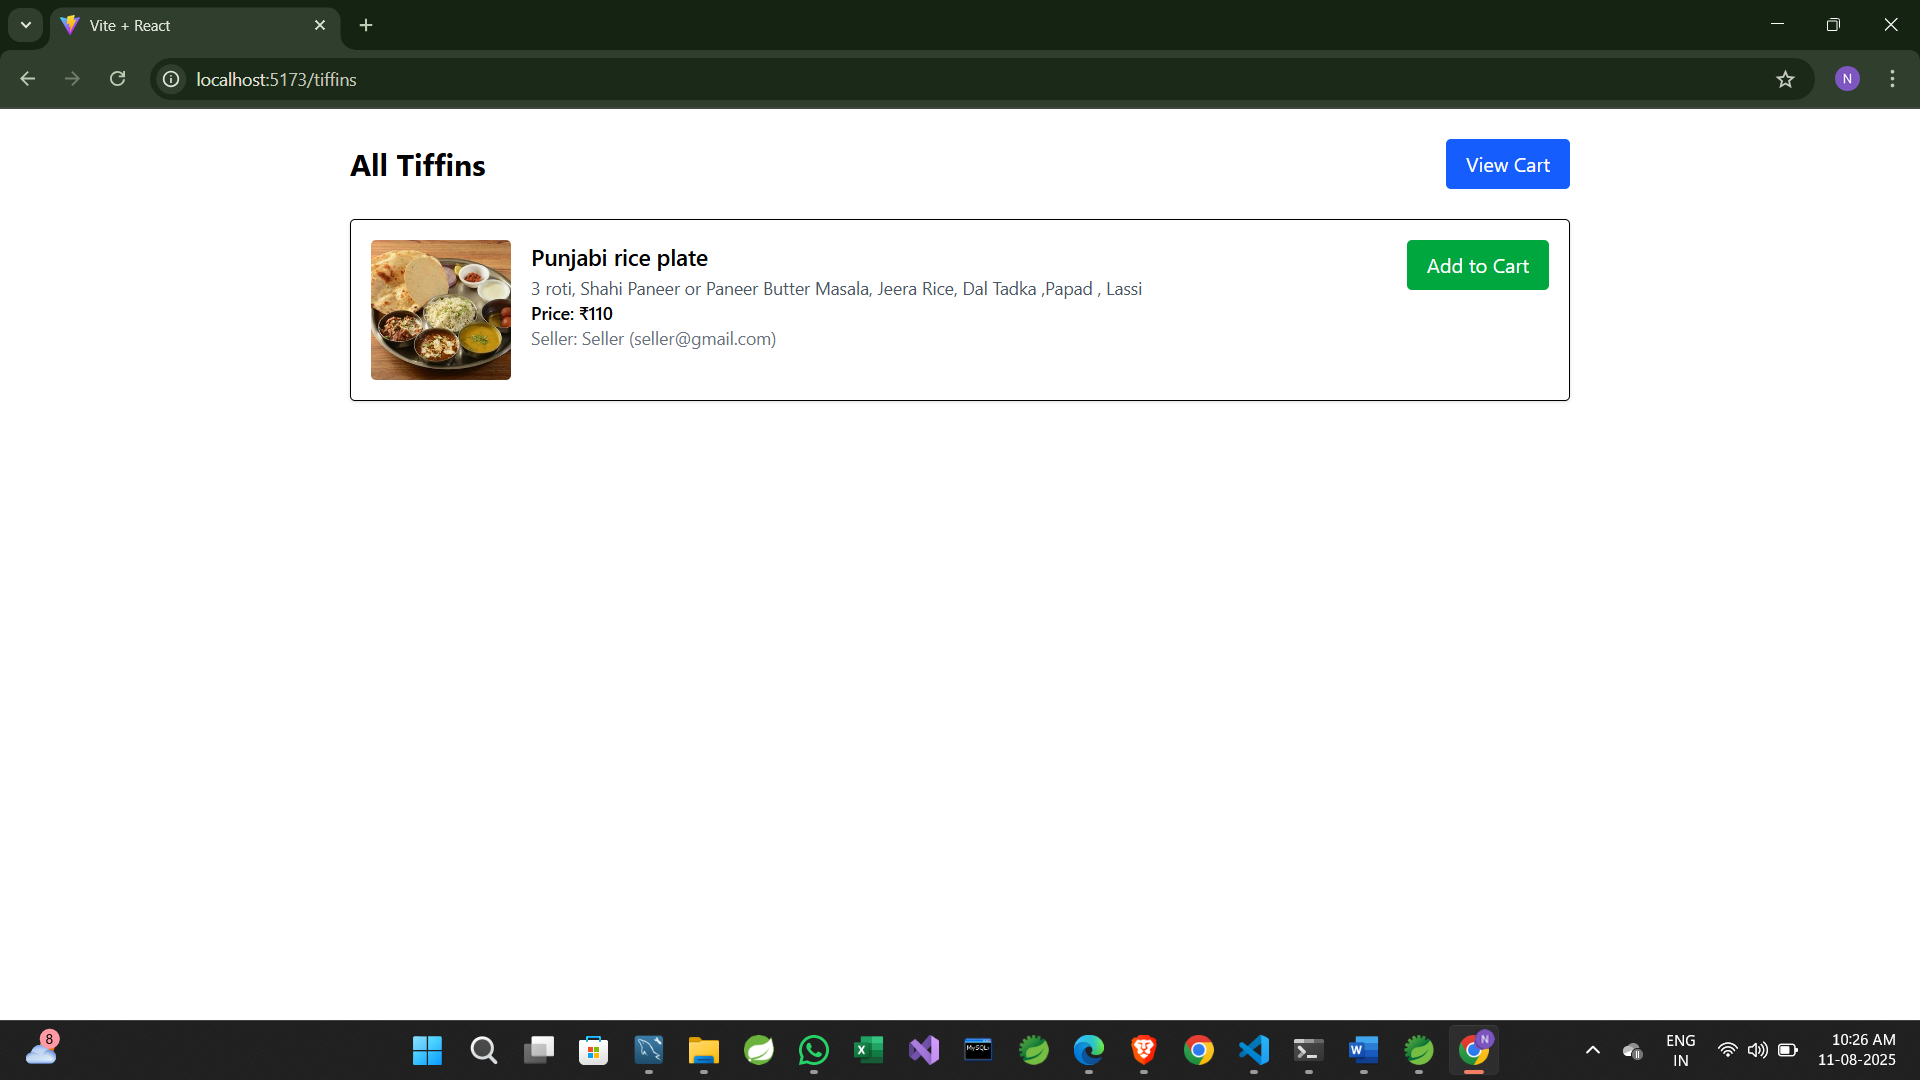 Vite + React
localhost:5173/tiffins
N
All Tiffins
View Cart
Punjabi rice plate
Add to Cart
3 roti, Shahi Paneer or Paneer Butter Masala, Jeera Rice, Dal Tadka ,Papad , Lassi
Price: ₹110
Seller: Seller (seller@gmail.com)
8
MySQL
N
ENG
IN
10:26 AM
11-08-2025